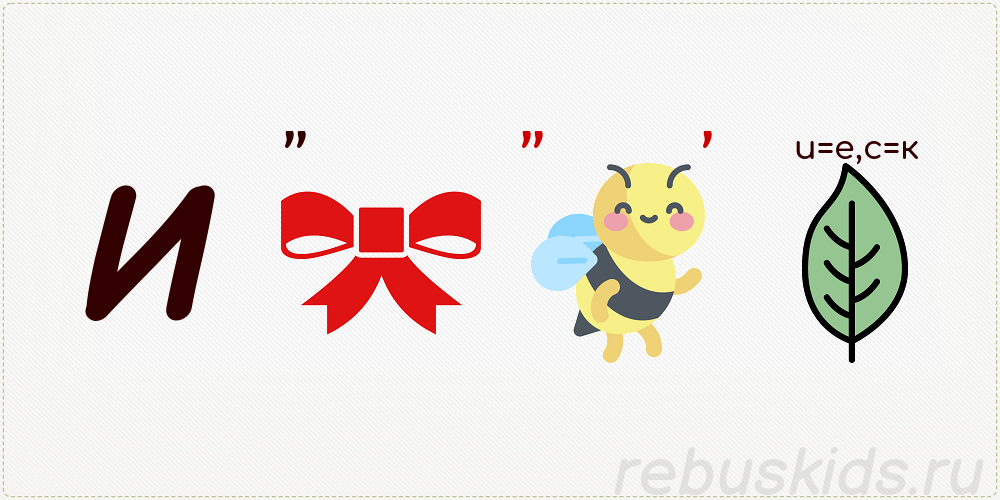 и=е,с=к
И ,, ,, ,
rebuskids.ru